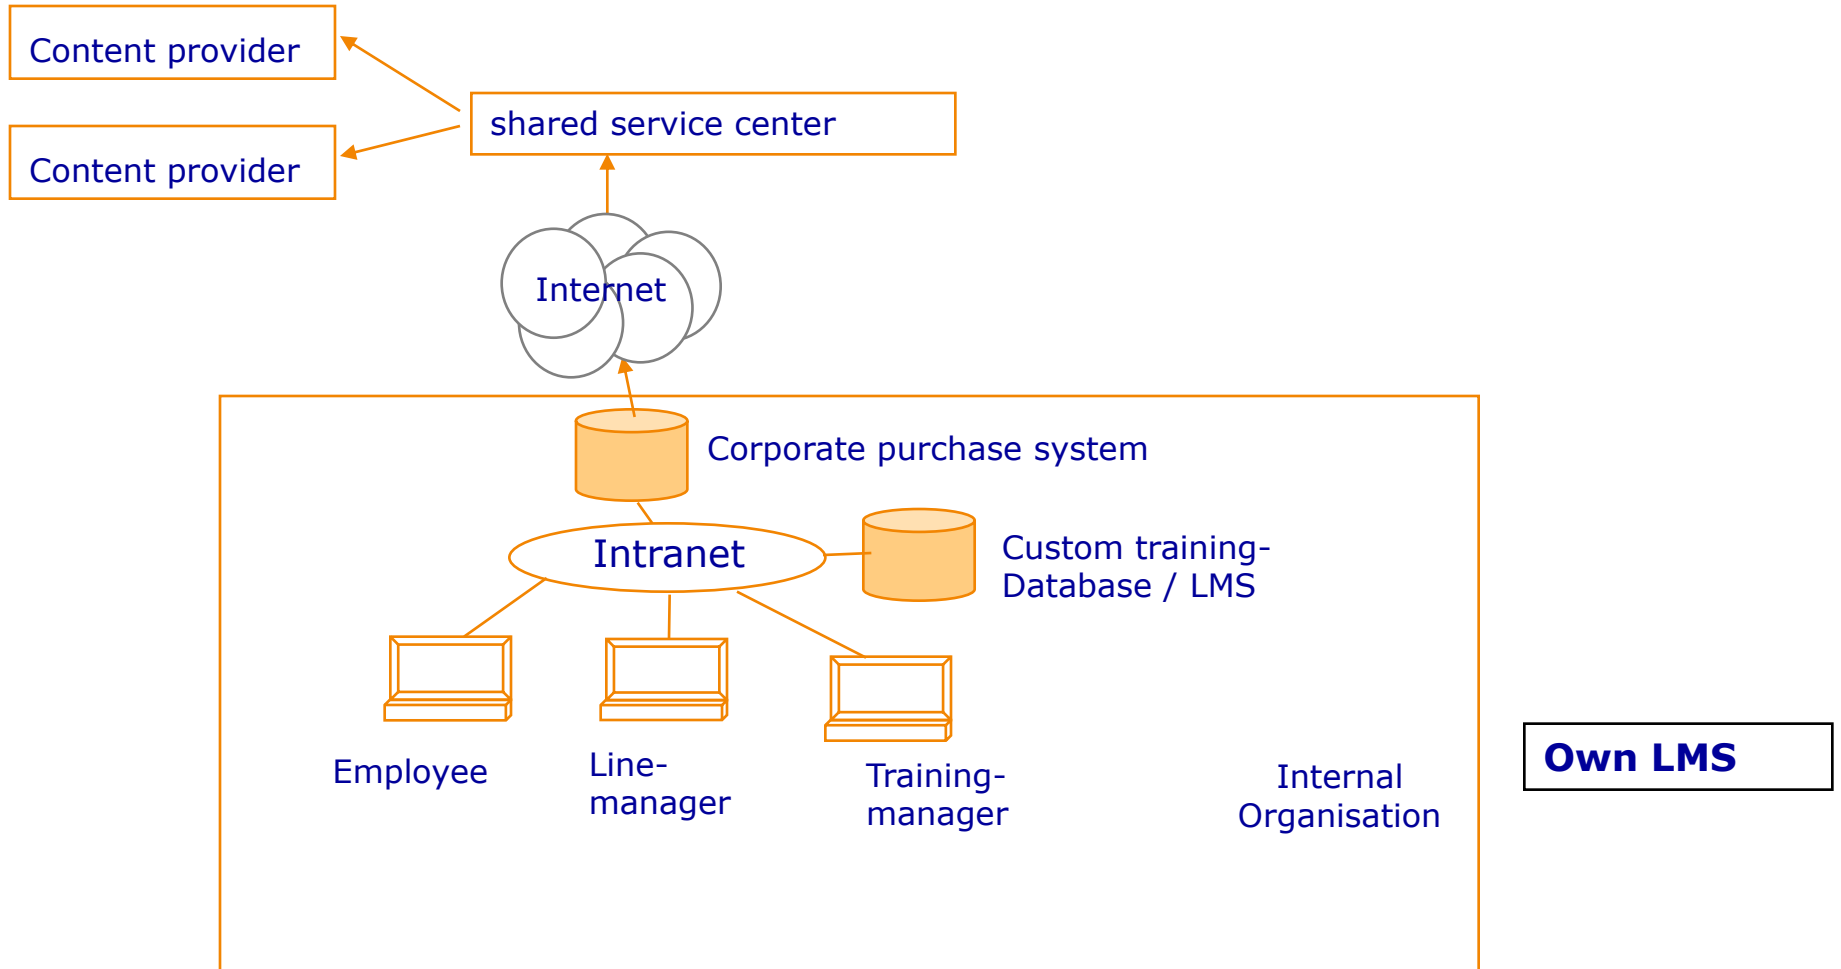 Content provider
Content provider
shared service center
Internet
Corporate purchase system
Intranet
Custom training-
Database / LMS
Employee
Line-
manager
Training-
manager
Internal
Organisation
Own LMS